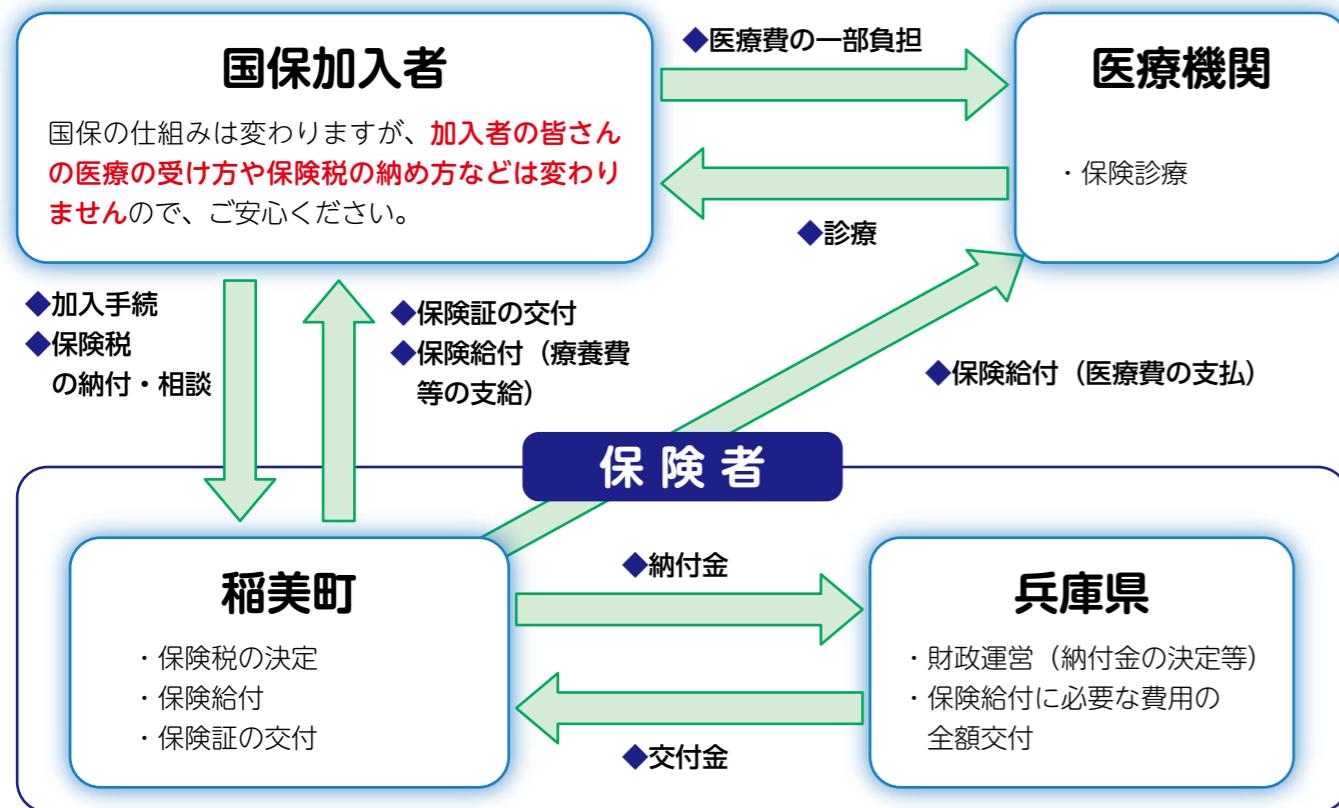 国保加入者
国保の仕組みは変わりますが、加入者の皆さん
の医療の受け方や保険税の納め方などは変わり
ませんので、ご安心ください。
◆医療費の一部負担
医療機関
・保険診療
◆診療
◆加入手続
◆保険税
の納付・相談
◆保険証の交付
◆保険給付（療養費
等の支給）
◆保険給付（医療費の支払）
保険者
稲美町
・保険税の決定
・保険給付
・保険証の交付
◆納付金
◆交付金
兵庫県
・財政運営（納付金の決定等）
・保険給付に必要な費用の
全額交付